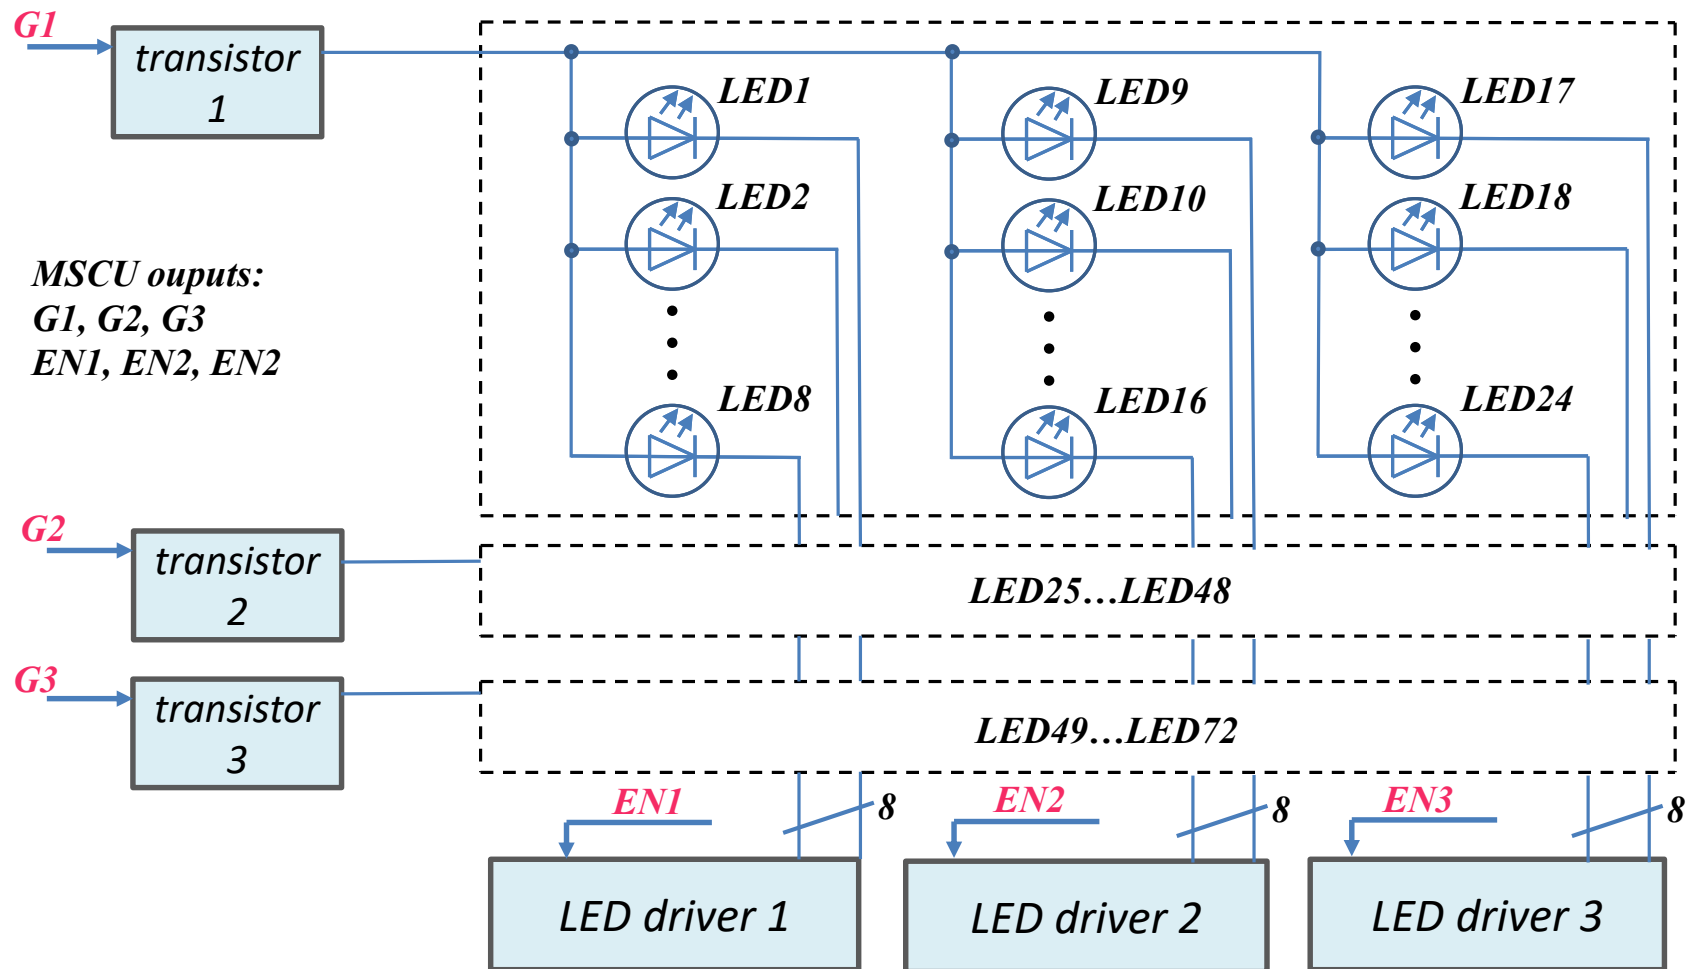 G1
transistor
1
LED1
LED9
LED17
LED2
LED10
LED18
MSCU ouputs:
G1, G2, G3
EN1, EN2, EN2
LED8
LED16
LED24
G2
transistor
2
LED25...LED48
G3
transistor
3
LED49...LED72
EN1
8
EN2
8
EN3
8
LED driver 1
LED driver 2
LED driver 3